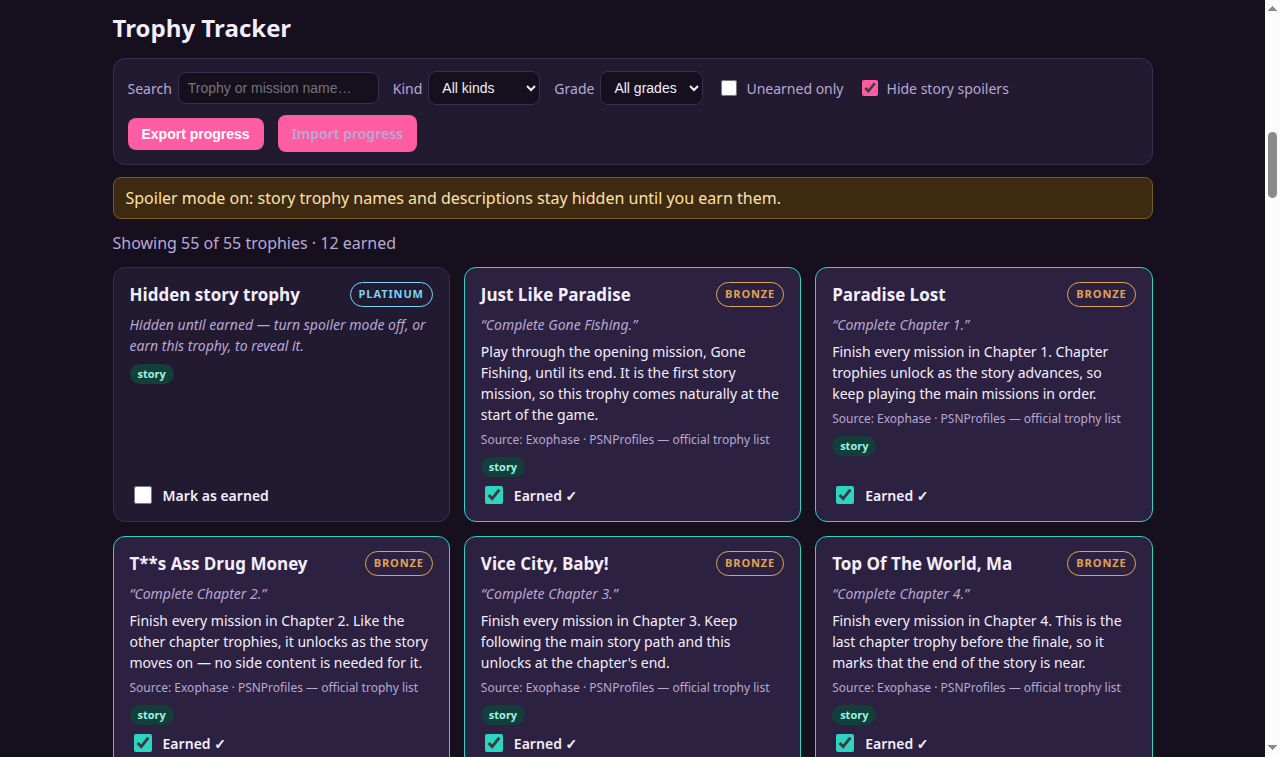 Trophy Tracker
Search Trophy or mission name… Kind All kinds Grade All grades Unearned only Hide story spoilers
Export progress Import progress
Spoiler mode on: story trophy names and descriptions stay hidden until you earn them.
Showing 55 of 55 trophies · 12 earned
Hidden story trophy PLATINUM
Hidden until earned — turn spoiler mode off, or
earn this trophy, to reveal it.
story
Mark as earned
Just Like Paradise BRONZE
“Complete Gone Fishing.”
Play through the opening mission, Gone
Fishing, until its end. It is the first story
mission, so this trophy comes naturally at the
start of the game.
Source: Exophase · PSNProfiles — official trophy list
story
Earned ✓
Paradise Lost BRONZE
“Complete Chapter 1.”
Finish every mission in Chapter 1. Chapter
trophies unlock as the story advances, so
keep playing the main missions in order.
Source: Exophase · PSNProfiles — official trophy list
story
Earned ✓
T**s Ass Drug Money BRONZE
“Complete Chapter 2.”
Finish every mission in Chapter 2. Like the
other chapter trophies, it unlocks as the story
moves on — no side content is needed for it.
Source: Exophase · PSNProfiles — official trophy list
story
Earned ✓
Vice City, Baby! BRONZE
“Complete Chapter 3.”
Finish every mission in Chapter 3. Keep
following the main story path and this
unlocks at the chapter's end.
Source: Exophase · PSNProfiles — official trophy list
story
Earned ✓
Top Of The World, Ma BRONZE
“Complete Chapter 4.”
Finish every mission in Chapter 4. This is the
last chapter trophy before the finale, so it
marks that the end of the story is near.
Source: Exophase · PSNProfiles — official trophy list
story
Earned ✓